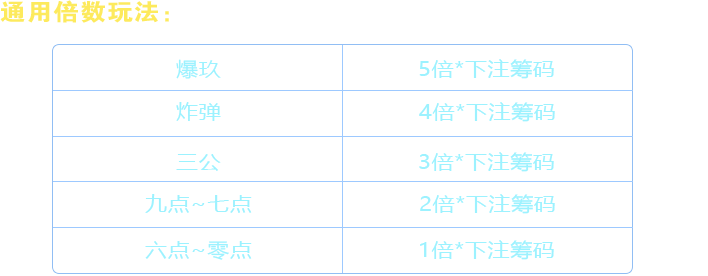 通用倍数玩法：
爆玖 5倍*下注筹码
炸弹 4倍*下注筹码
三公 3倍*下注筹码
九点~七点 2倍*下注筹码
六点~零点 1倍*下注筹码